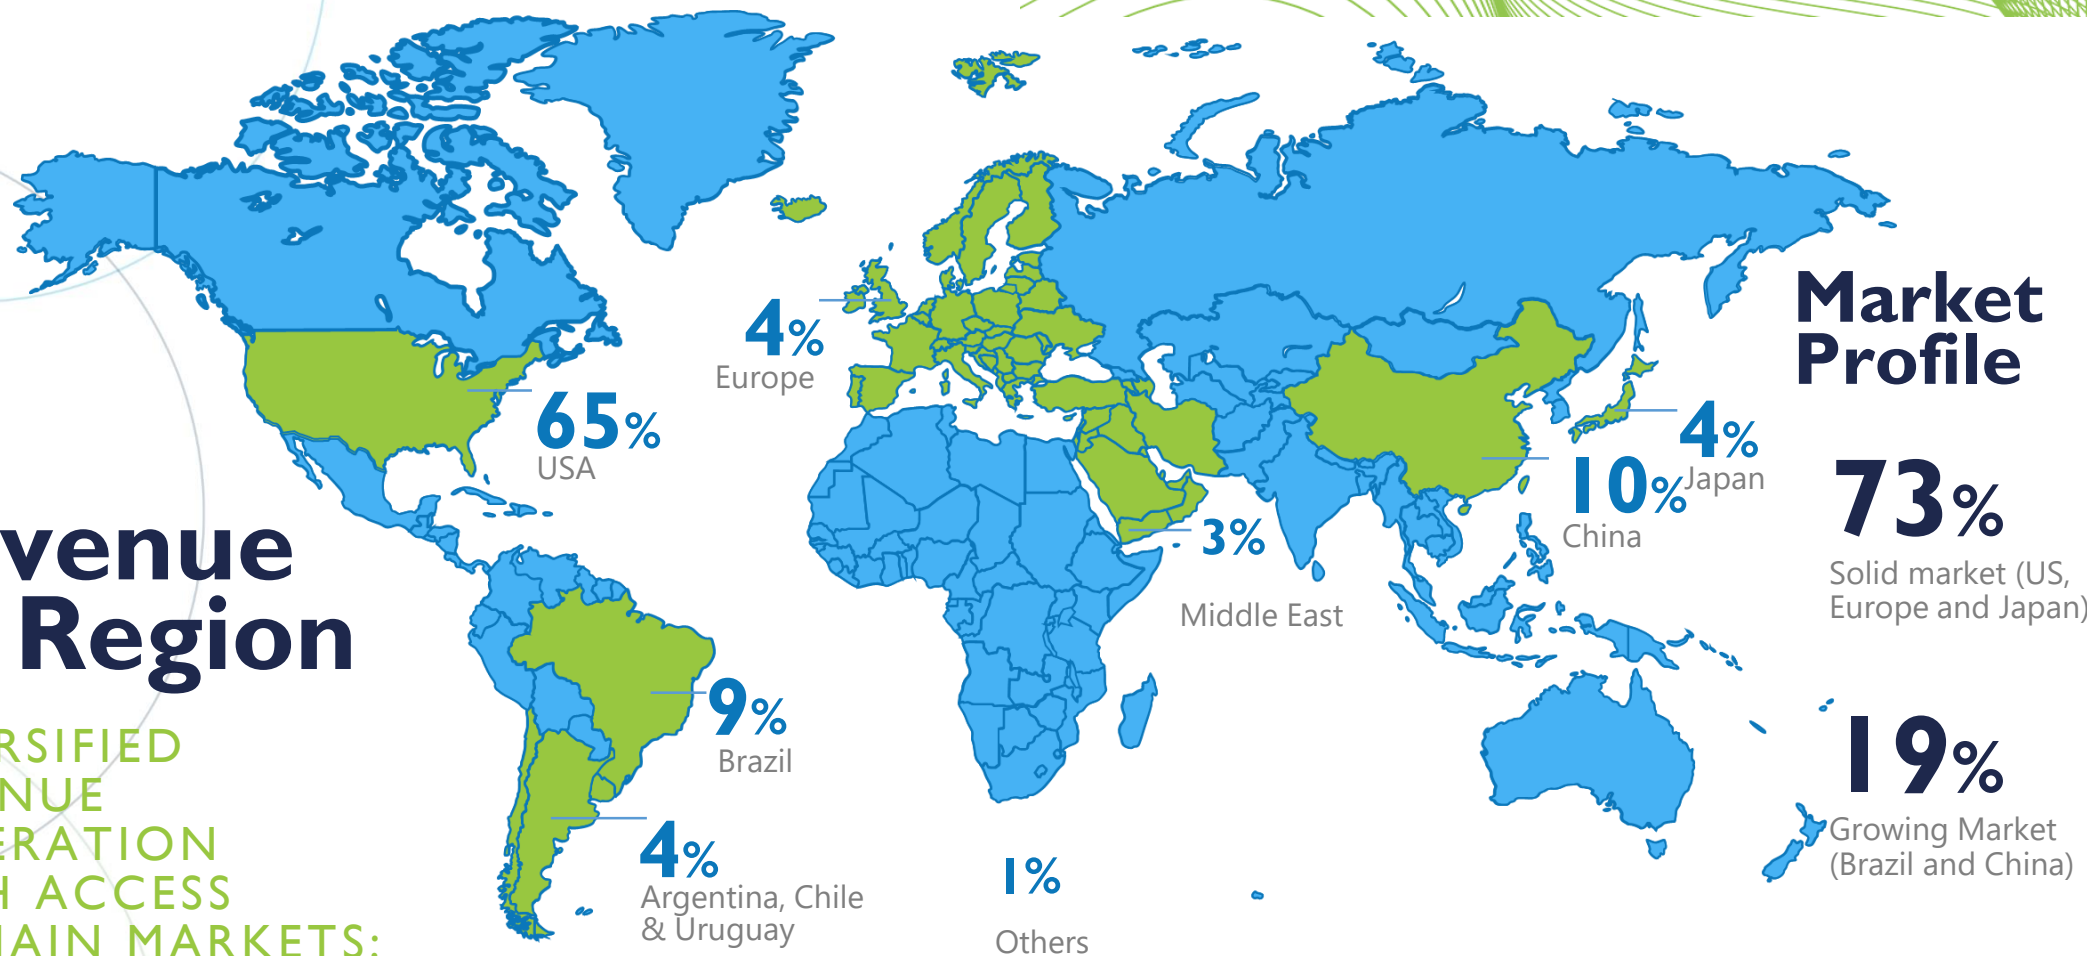 venue
Region
RSIFIED
NUE
ERATION
H ACCESS
MAIN MARKETS:
65%
USA
4%
Europe
9%
Brazil
4%
Argentina, Chile
& Uruguay
1%
Others
3%
Middle East
10%
China
4%
Japan
Market
Profile
73%
Solid market (US,
Europe and Japan)
19%
Growing Market
(Brazil and China)